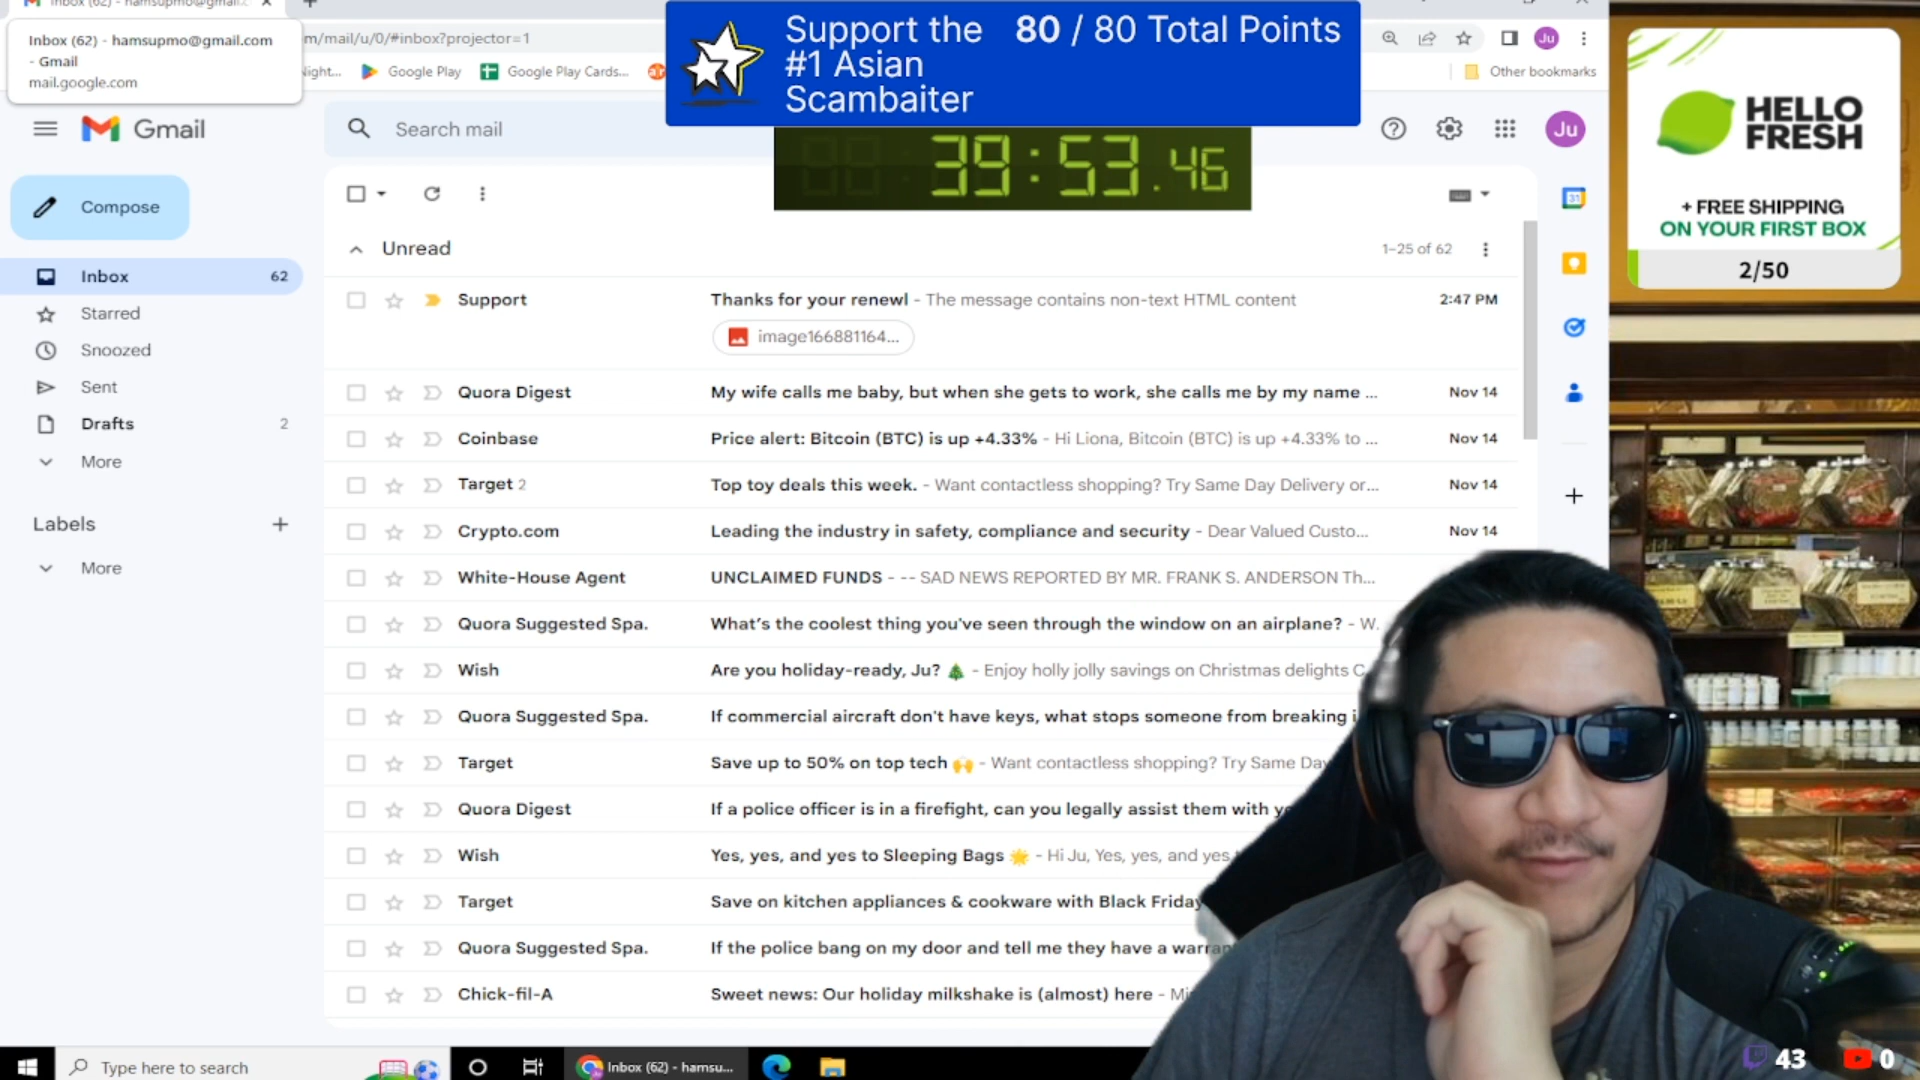 Inbox (62) - hamsupmo@gmail.c
Inbox (62) - hamsupmo@gmail.com
- Gmail
mail.google.com
m/mail/u/0/#inbox?projector=1
Ju
Google Play
Google Play Cards...
Other bookmarks
Support the
#1 Asian
Scambaiter
80 / 80 Total Points
39:53.46
Gmail
Search mail
Ju
Compose
Inbox 62
Starred
Snoozed
Sent
Drafts 2
More
Labels
More
Unread
1–25 of 62
Support Thanks for your renewl - The message contains non-text HTML content 2:47 PM
image166881164...
Quora Digest My wife calls me baby, but when she gets to work, she calls me by my name ... Nov 14
Coinbase Price alert: Bitcoin (BTC) is up +4.33% - Hi Liona, Bitcoin (BTC) is up +4.33% to ... Nov 14
Target 2 Top toy deals this week. - Want contactless shopping? Try Same Day Delivery or... Nov 14
Crypto.com Leading the industry in safety, compliance and security - Dear Valued Custo... Nov 14
White-House Agent UNCLAIMED FUNDS - -- SAD NEWS REPORTED BY MR. FRANK S. ANDERSON Th...
Quora Suggested Spa. What's the coolest thing you've seen through the window on an airplane? - W.
Wish Are you holiday-ready, Ju? 🎄 - Enjoy holly jolly savings on Christmas delights C
Quora Suggested Spa. If commercial aircraft don't have keys, what stops someone from breaking i
Target Save up to 50% on top tech 🙌 - Want contactless shopping? Try Same Day
Quora Digest If a police officer is in a firefight, can you legally assist them with yo
Wish Yes, yes, and yes to Sleeping Bags 🌟 - Hi Ju, Yes, yes, and yes
Target Save on kitchen appliances & cookware with Black Friday
Quora Suggested Spa. If the police bang on my door and tell me they have a warran
Chick-fil-A Sweet news: Our holiday milkshake is (almost) here - Mi
31
HELLO
FRESH
+ FREE SHIPPING
ON YOUR FIRST BOX
2/50
Type here to search
Inbox (62) - hamsu...
43
0